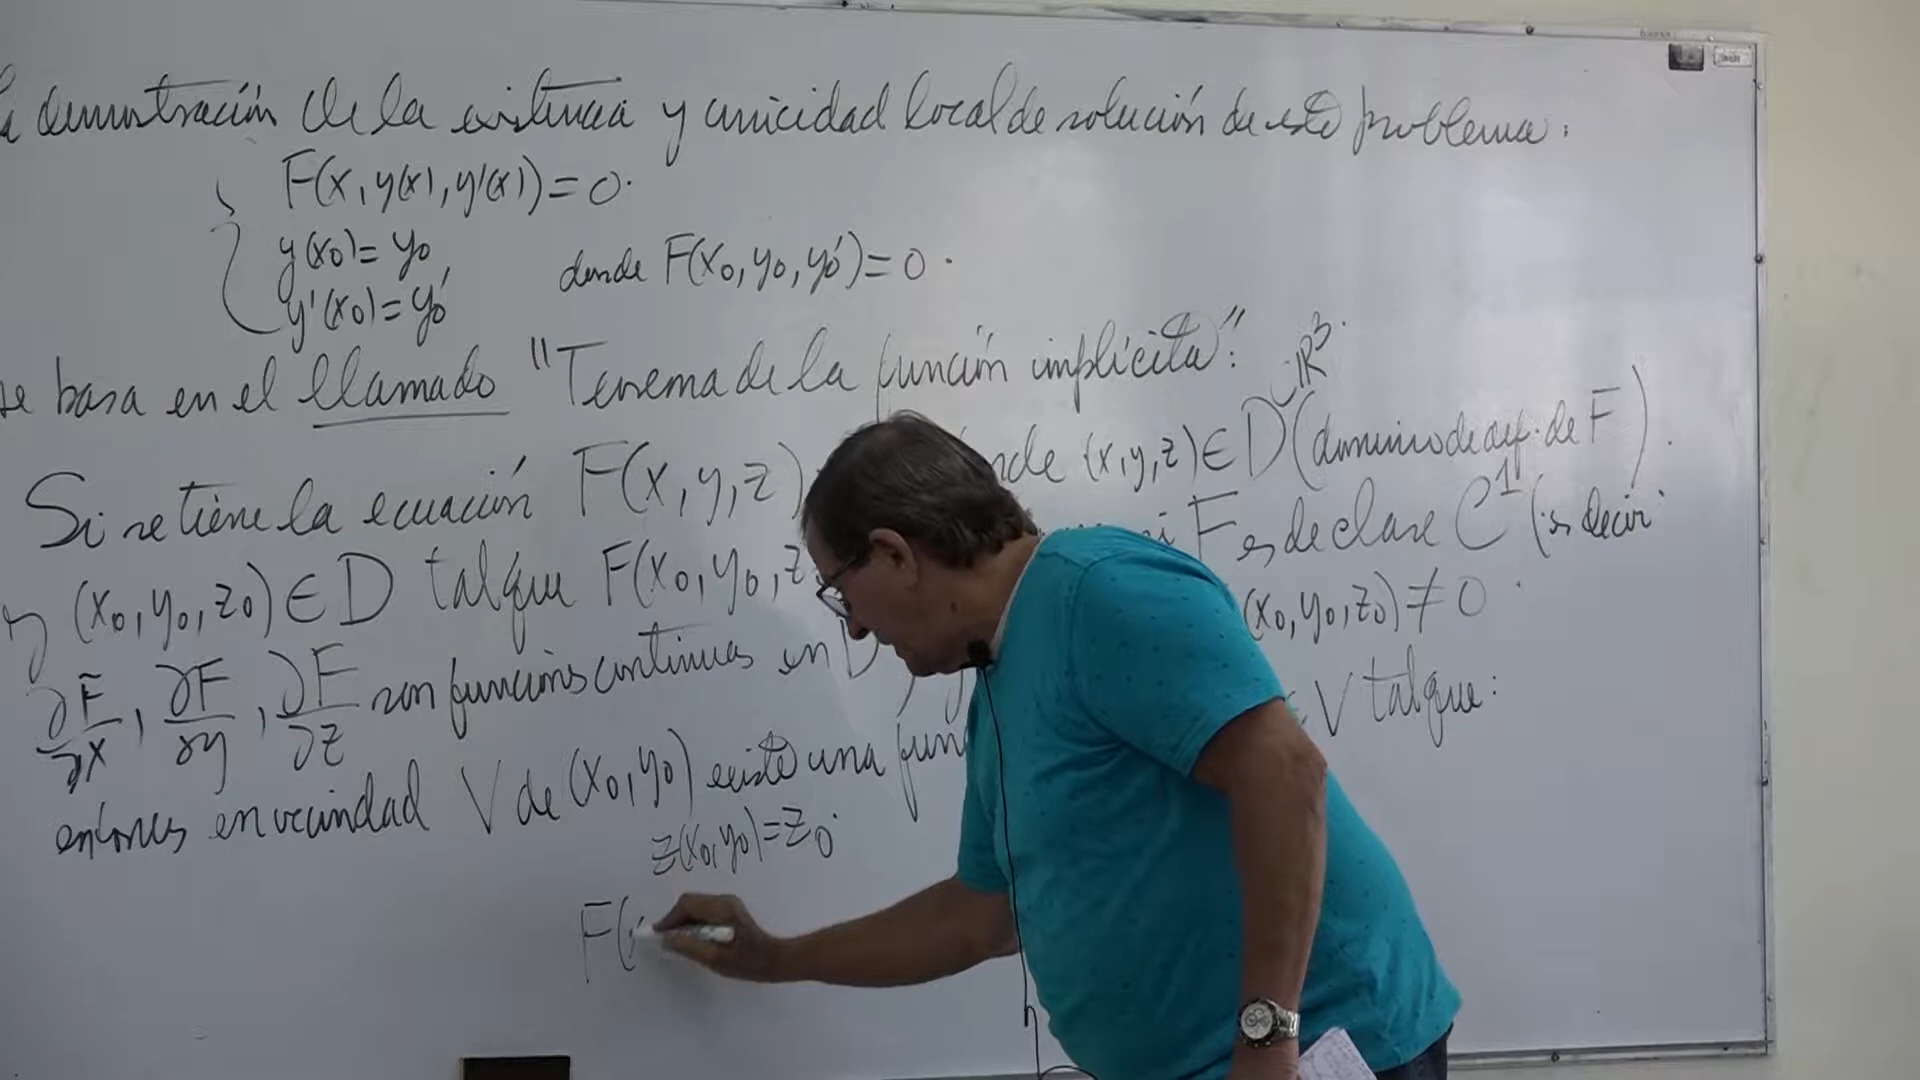 la demostración de la existencia y unicidad local de solución de este problema:
F(x, y(x), y'(x)) = 0.
y(x₀) = y₀
y'(x₀) = y₀'
donde F(x₀, y₀, y₀') = 0.
se basa en el llamado "Teorema de la función implícita":
Si se tiene la ecuación F(x, y, z) (x, y, z) ∈ D ⊂ ℝ³ (dominio de def. de F).
y (x₀, y₀, z₀) ∈ D tal que F(x₀, y₀, z F es de clase C¹ (es decir
∂F/∂x, ∂F/∂y, ∂F/∂z son funciones continuas en D) y (x₀, y₀, z₀) ≠ 0.
entonces en vecindad V de (x₀, y₀) existe una V tal que:
z(x₀, y₀) = z₀.
F(